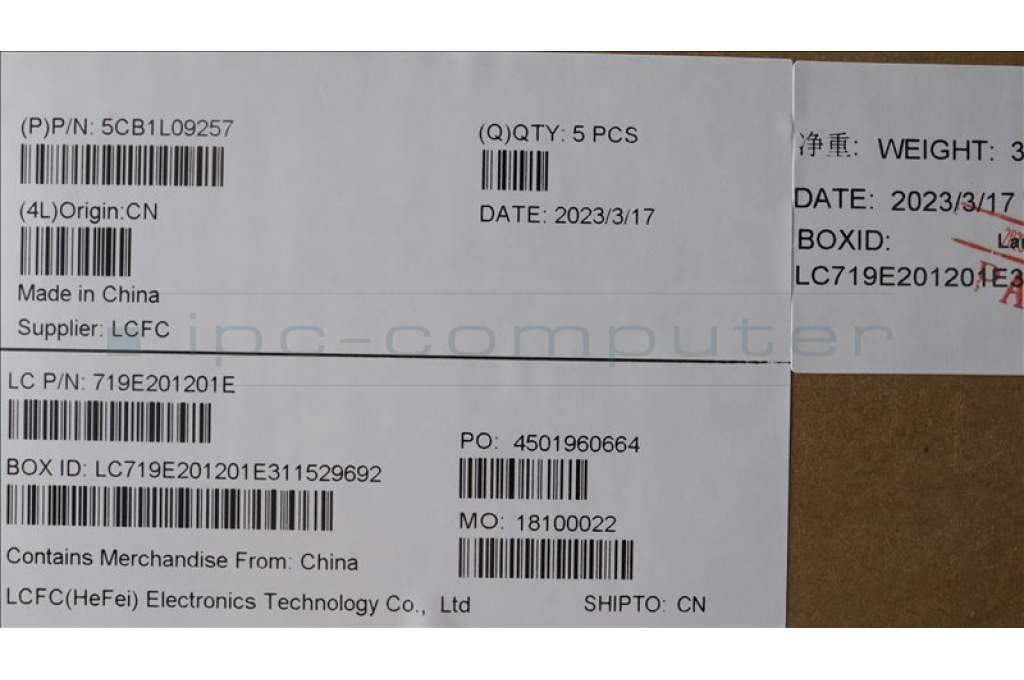 (P)P/N: 5CB1L09257
(Q)QTY: 5 PCS
(4L)Origin:CN
DATE: 2023/3/17
Made in China
Supplier: LCFC
LC P/N: 719E201201E
PO: 4501960664
BOX ID: LC719E201201E311529692
MO: 18100022
Contains Merchandise From: China
LCFC(HeFei) Electronics Technology Co., Ltd
SHIPTO: CN
净重: WEIGHT: 3
DATE: 2023/3/17
BOXID:
LC719E201201E3
ipc-computer